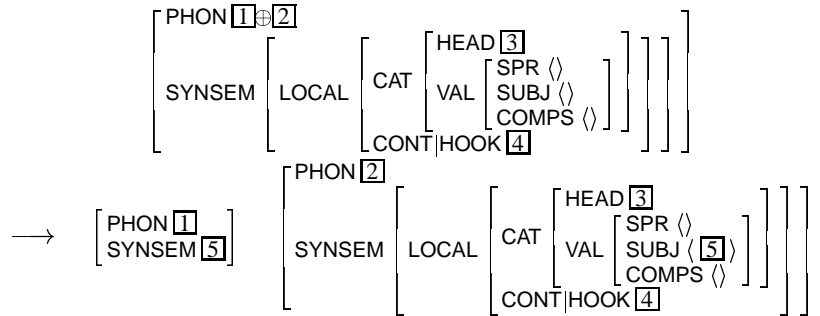 PHON 1⊕2
HEAD 3
SPR ⟨⟩
CAT
SYNSEM LOCAL VAL SUBJ ⟨⟩
COMPS ⟨⟩
CONT|HOOK 4
PHON 2
HEAD 3
PHON 1
SPR ⟨⟩
⟶ SYNSEM 5 SYNSEM LOCAL CAT VAL SUBJ ⟨ 5 ⟩
COMPS ⟨⟩
CONT|HOOK 4